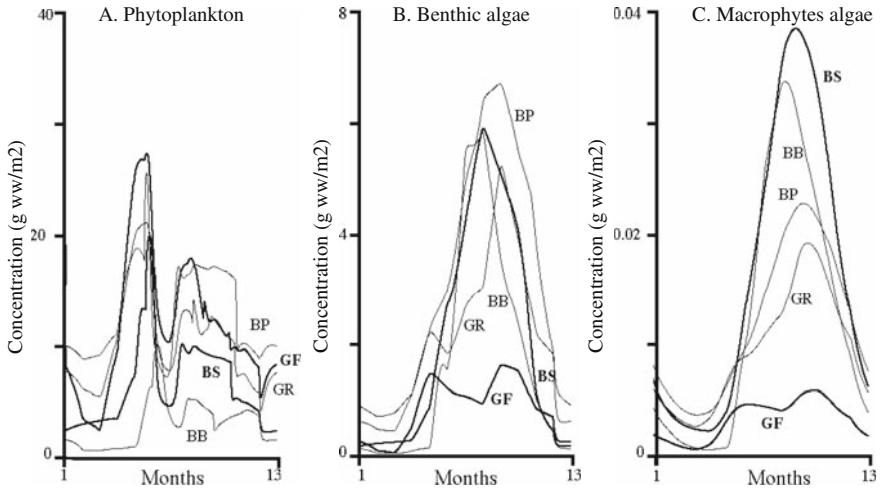 A. Phytoplankton
40
20
0
Concentration (g ww/m2)
BP
GF
BS
GR
BB
1
Months
13
B. Benthic algae
8
4
0
Concentration (g ww/m2)
BP
BB
GR
BS
GF
1
Months
13
C. Macrophytes algae
0.04
0.02
0
Concentration (g ww/m2)
BS
BB
BP
GR
GF
1
Months
13